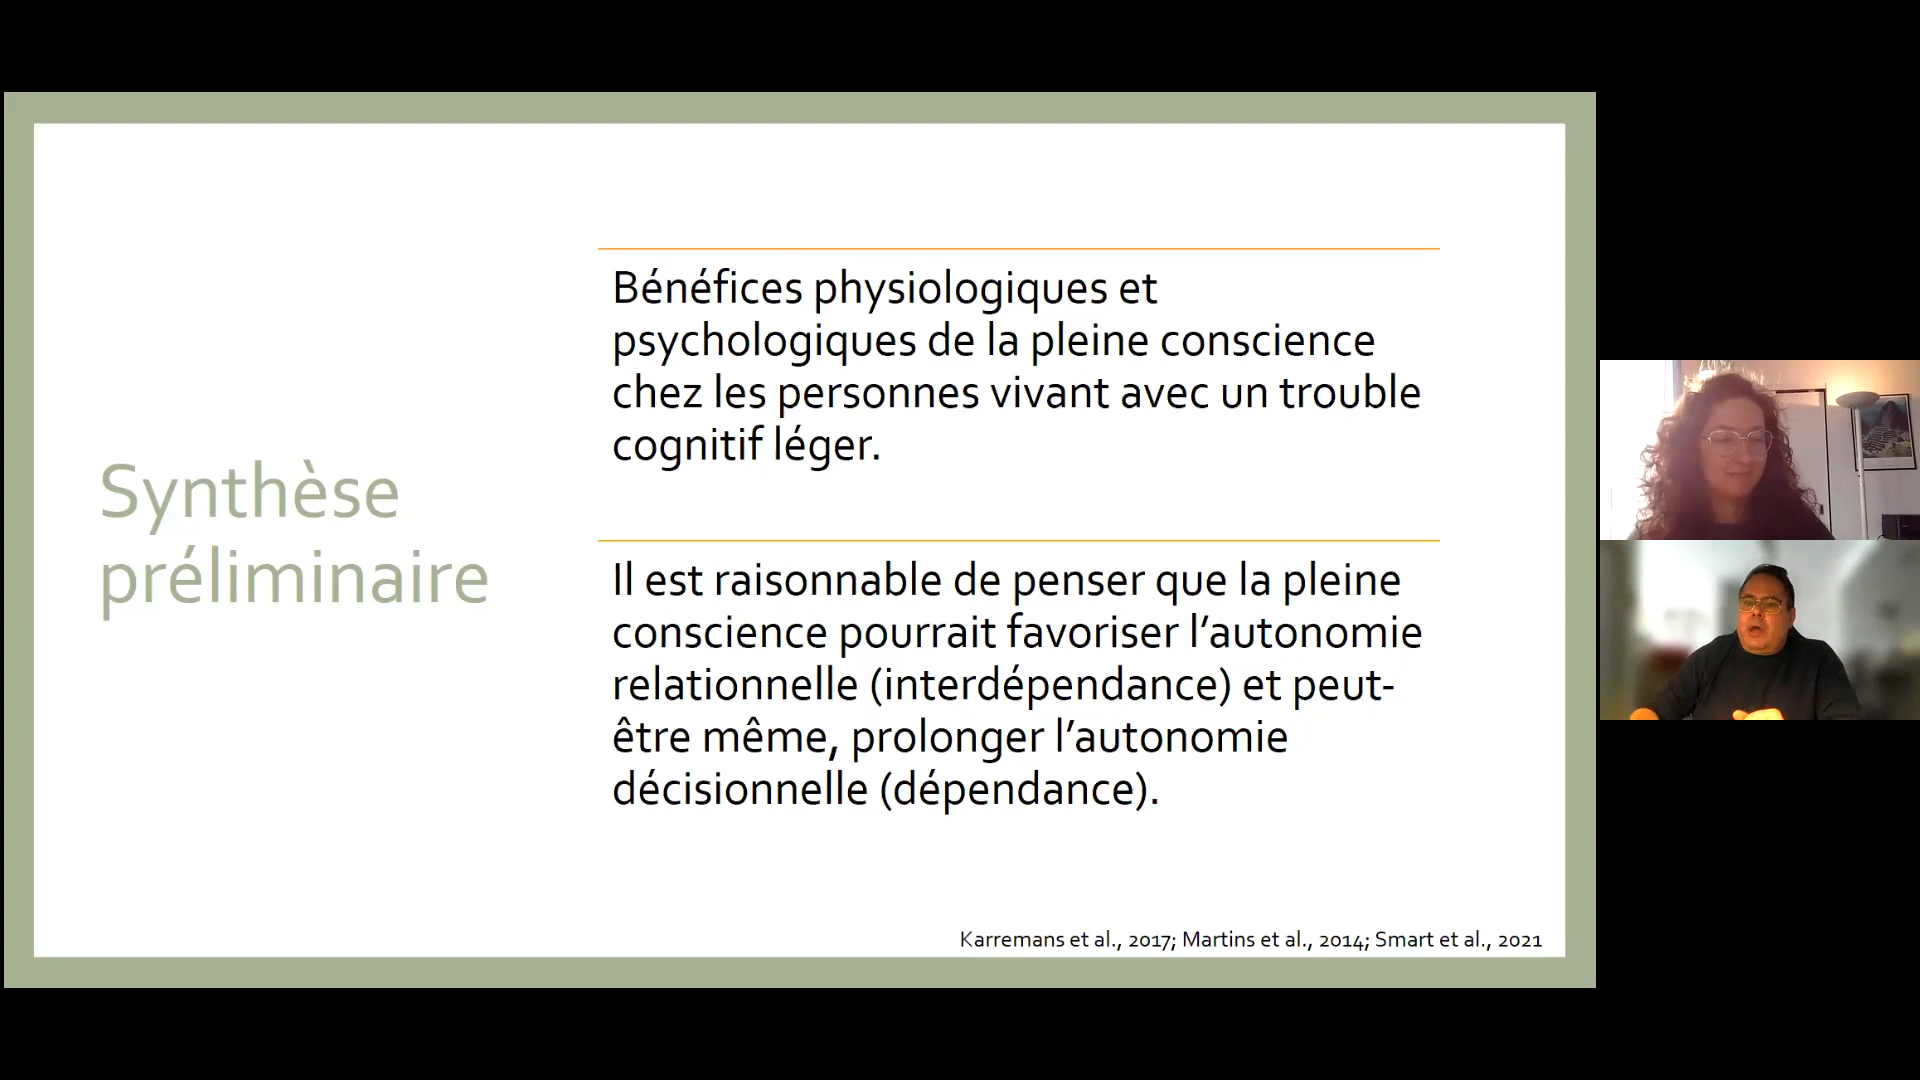 Synthèse
préliminaire
Bénéfices physiologiques et
psychologiques de la pleine conscience
chez les personnes vivant avec un trouble
cognitif léger.
Il est raisonnable de penser que la pleine
conscience pourrait favoriser l’autonomie
relationnelle (interdépendance) et peut-
être même, prolonger l’autonomie
décisionnelle (dépendance).
Karremans et al., 2017; Martins et al., 2014; Smart et al., 2021